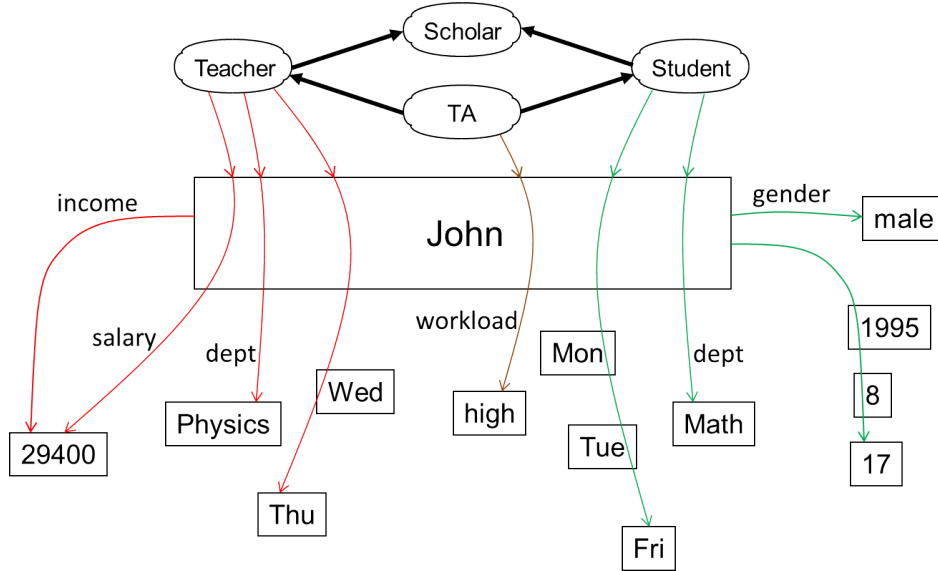 Scholar
Teacher
Student
TA
income
gender
male
John
salary
dept
workload
Mon
dept
1995
Wed
8
Physics
high
Math
29400
Tue
17
Thu
Fri